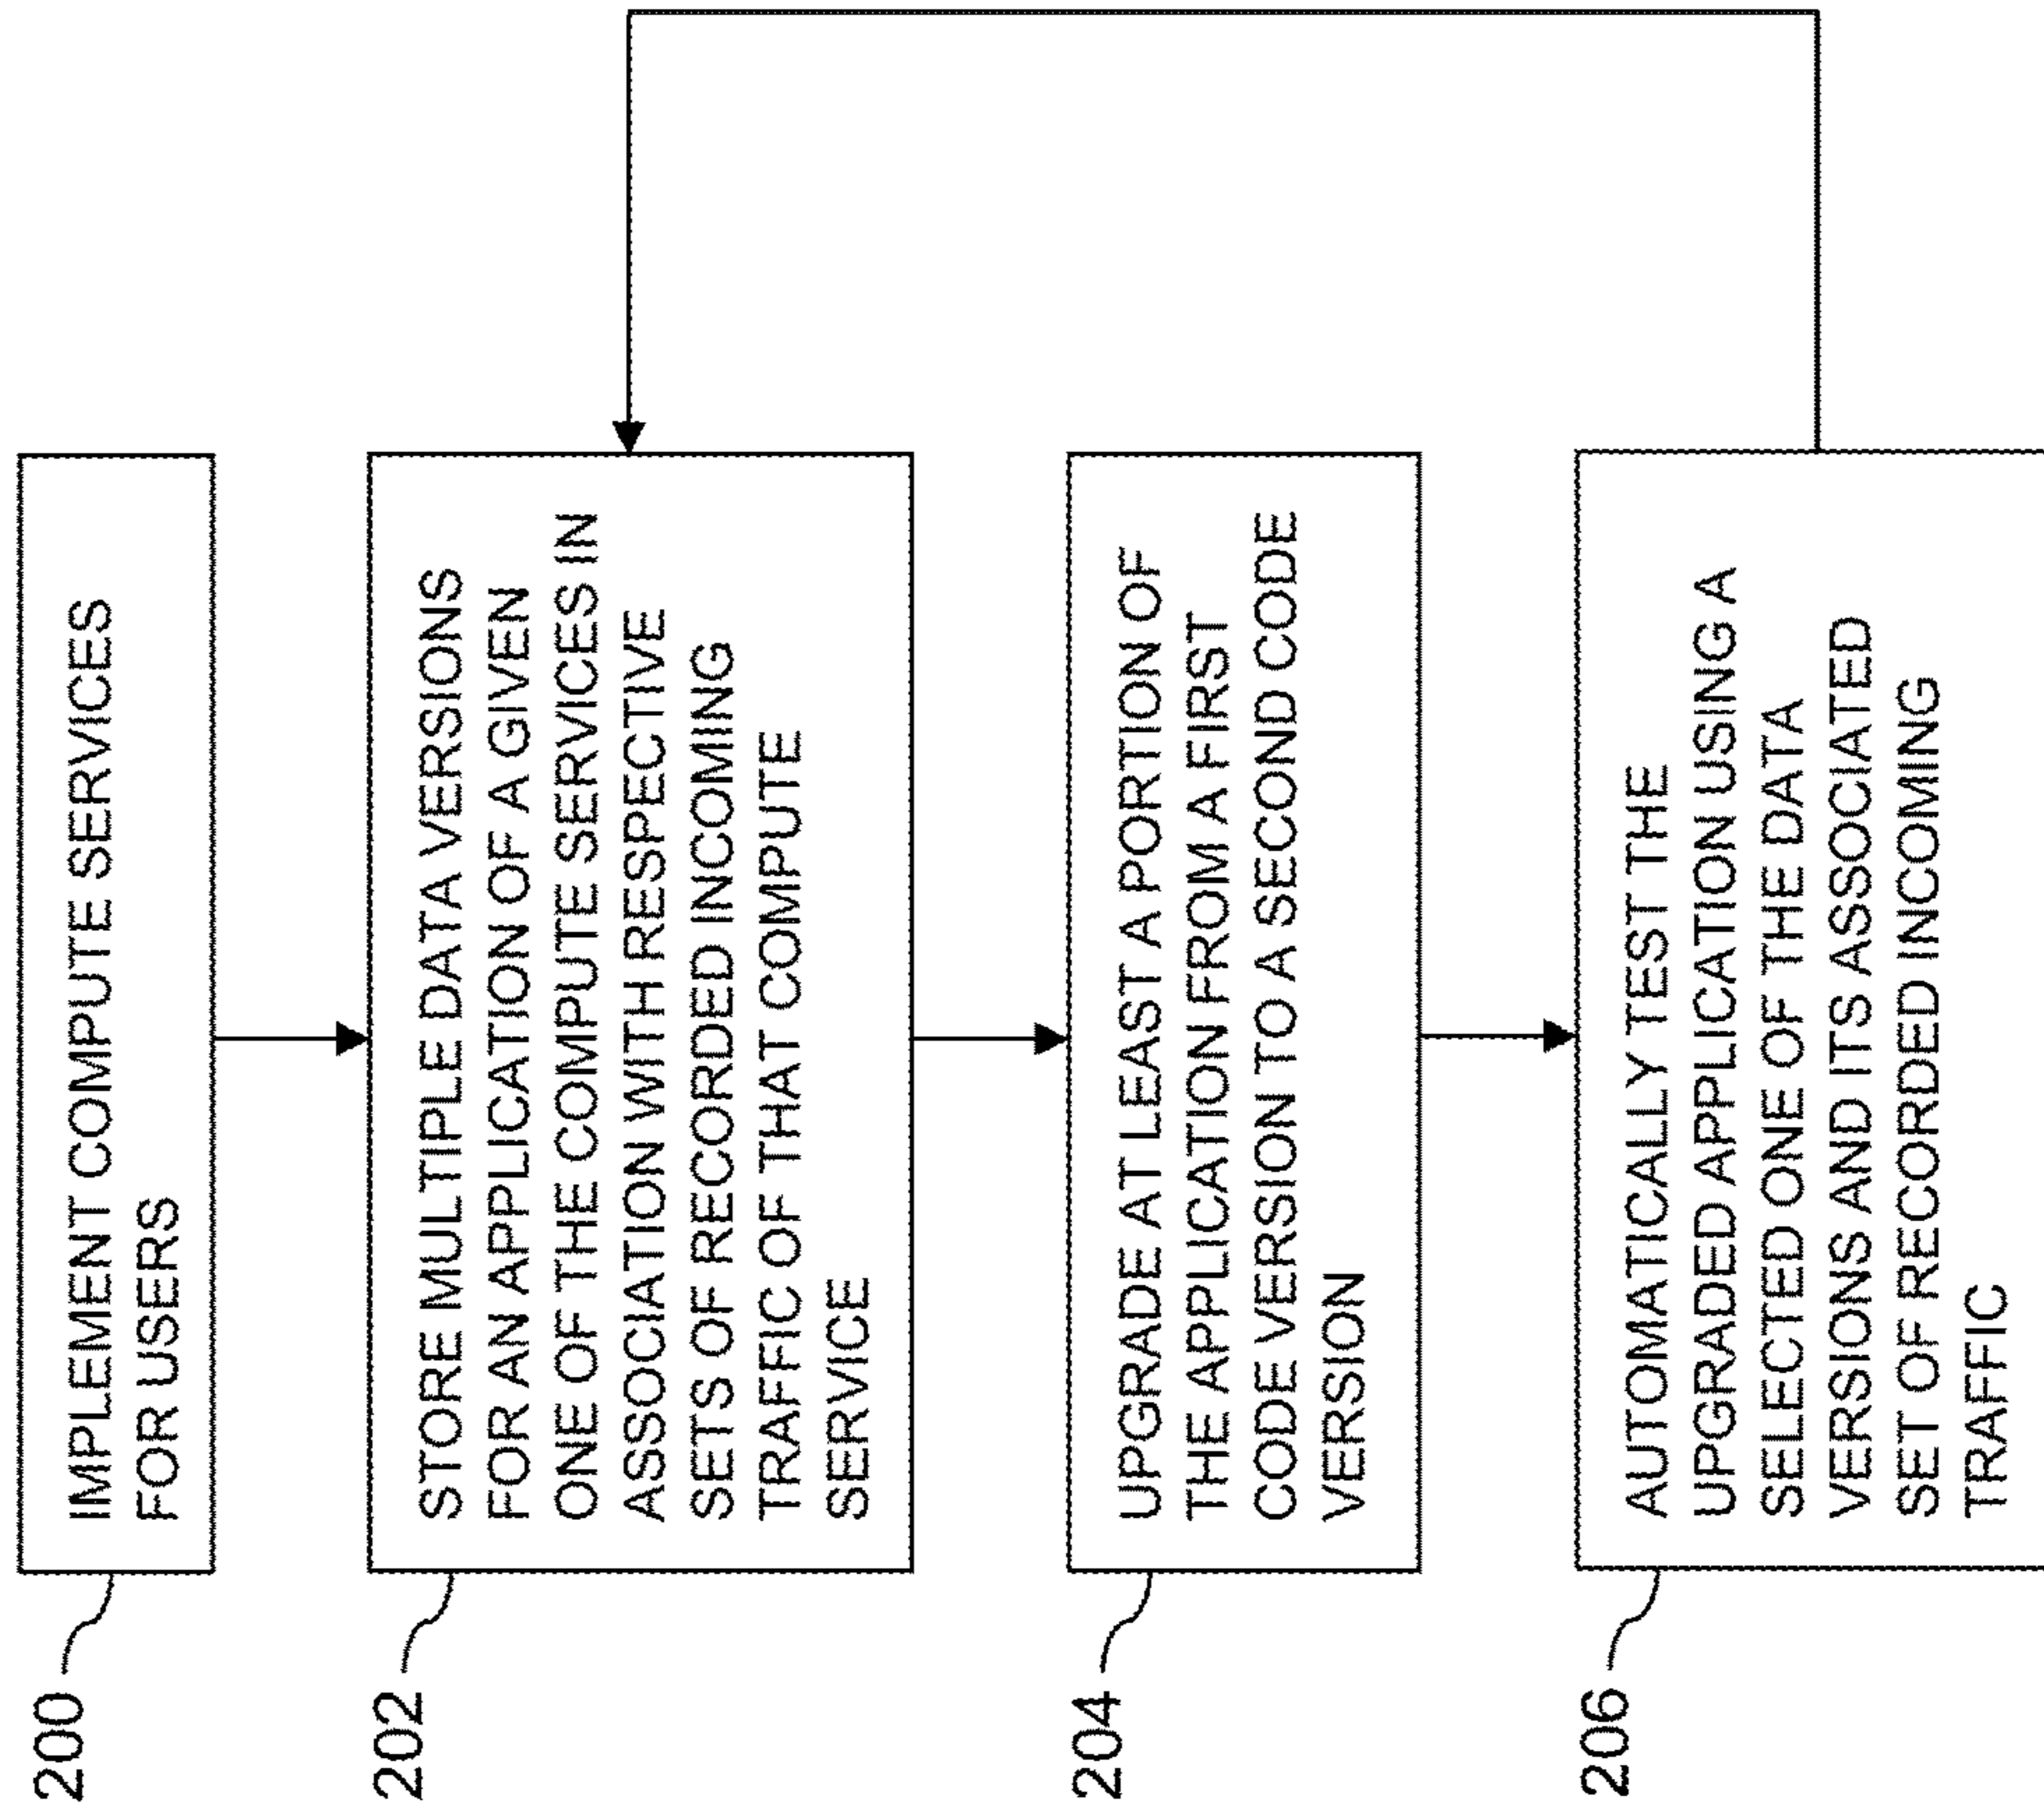 200
IMPLEMENT COMPUTE SERVICES
FOR USERS
202
STORE MULTIPLE DATA VERSIONS
FOR AN APPLICATION OF A GIVEN
ONE OF THE COMPUTE SERVICES IN
ASSOCIATION WITH RESPECTIVE
SETS OF RECORDED INCOMING
TRAFFIC OF THAT COMPUTE
SERVICE
204
UPGRADE AT LEAST A PORTION OF
THE APPLICATION FROM A FIRST
CODE VERSION TO A SECOND CODE
VERSION
206
AUTOMATICALLY TEST THE
UPGRADED APPLICATION USING A
SELECTED ONE OF THE DATA
VERSIONS AND ITS ASSOCIATED
SET OF RECORDED INCOMING
TRAFFIC